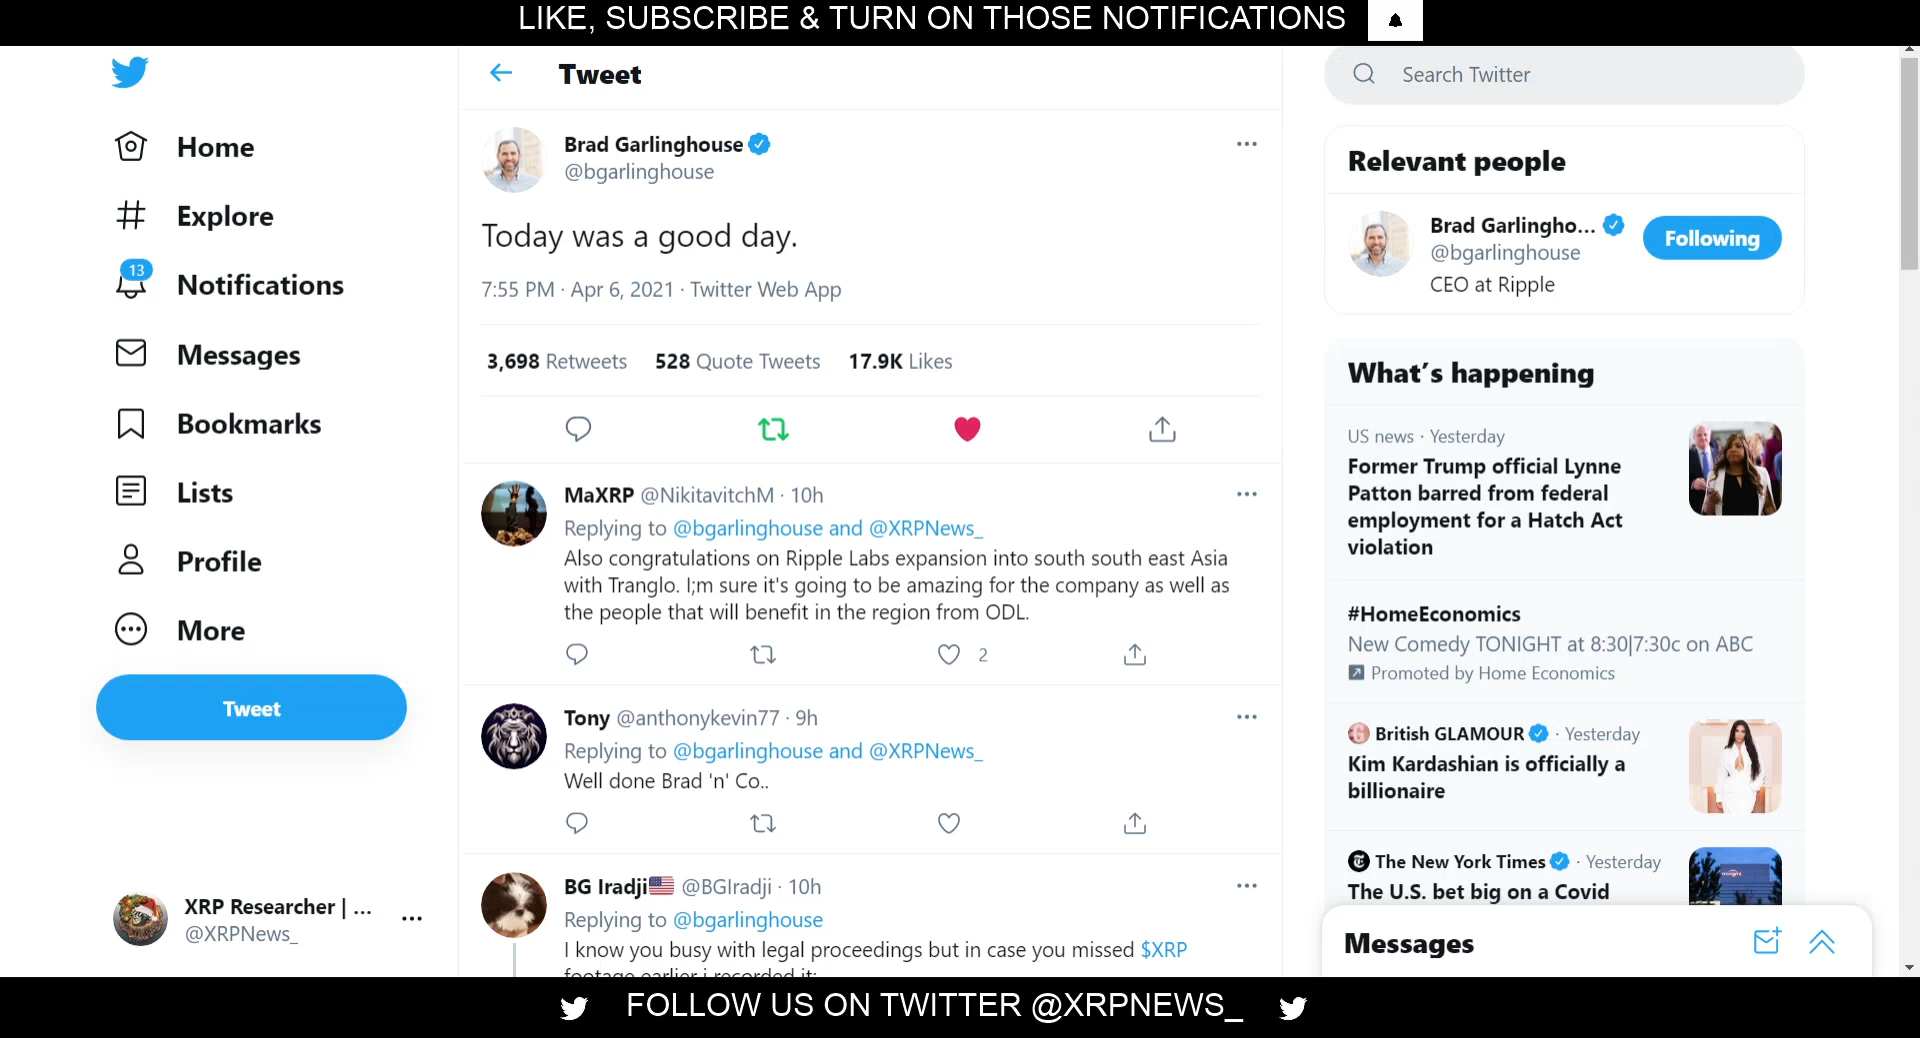 LIKE, SUBSCRIBE & TURN ON THOSE NOTIFICATIONS
Home
Explore
13
Notifications
Messages
Bookmarks
Lists
Profile
More
Tweet
XRP Researcher | ...
@XRPNews_
Tweet
Brad Garlinghouse
@bgarlinghouse
Today was a good day.
7:55 PM · Apr 6, 2021 · Twitter Web App
3,698 Retweets 528 Quote Tweets 17.9K Likes
MaXRP @NikitavitchM · 10h
Replying to @bgarlinghouse and @XRPNews_
Also congratulations on Ripple Labs expansion into south south east Asia
with Tranglo. I;m sure it's going to be amazing for the company as well as
the people that will benefit in the region from ODL.
2
Tony @anthonykevin77 · 9h
Replying to @bgarlinghouse and @XRPNews_
Well done Brad 'n' Co..
BG Iradji @BGIradji · 10h
Replying to @bgarlinghouse
I know you busy with legal proceedings but in case you missed $XRP
footage earlier i recorded it:
Search Twitter
Relevant people
Brad Garlingho...
@bgarlinghouse
CEO at Ripple
Following
What's happening
US news · Yesterday
Former Trump official Lynne
Patton barred from federal
employment for a Hatch Act
violation
#HomeEconomics
New Comedy TONIGHT at 8:30|7:30c on ABC
Promoted by Home Economics
British GLAMOUR · Yesterday
Kim Kardashian is officially a
billionaire
The New York Times · Yesterday
The U.S. bet big on a Covid
Messages
FOLLOW US ON TWITTER @XRPNEWS_